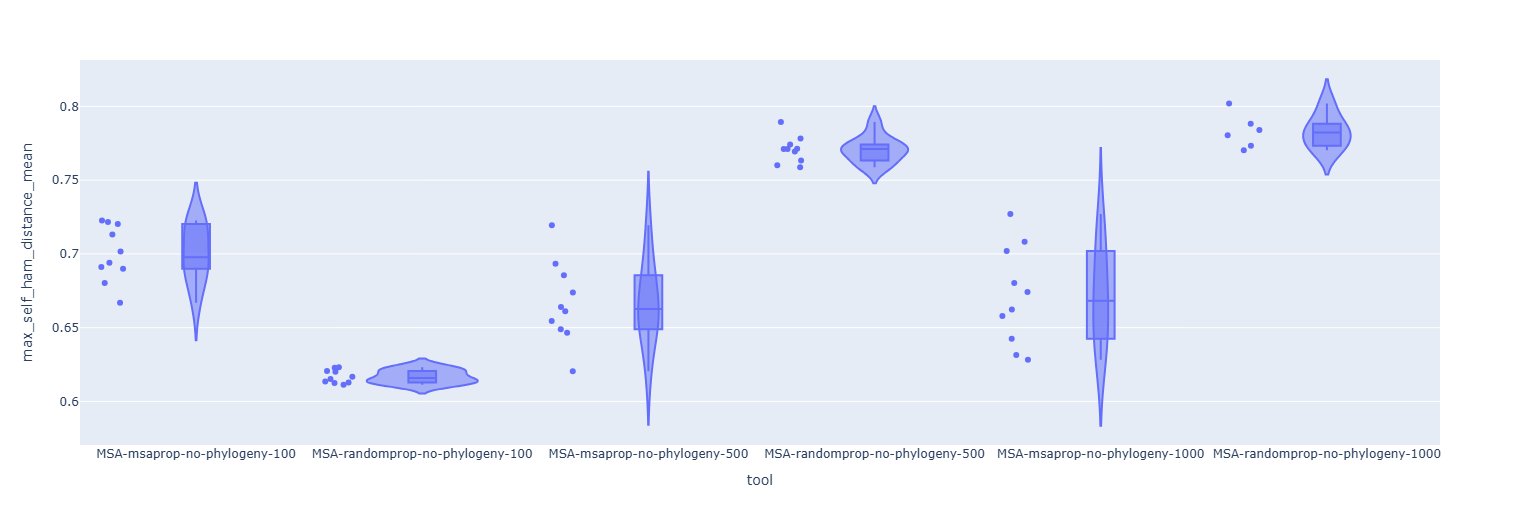 max_self_ham_distance_mean
0.8
0.75
0.7
0.65
0.6
MSA-msaprop-no-phylogeny-100
MSA-randomprop-no-phylogeny-100
MSA-msaprop-no-phylogeny-500
MSA-randomprop-no-phylogeny-500
MSA-msaprop-no-phylogeny-1000
MSA-randomprop-no-phylogeny-1000
tool